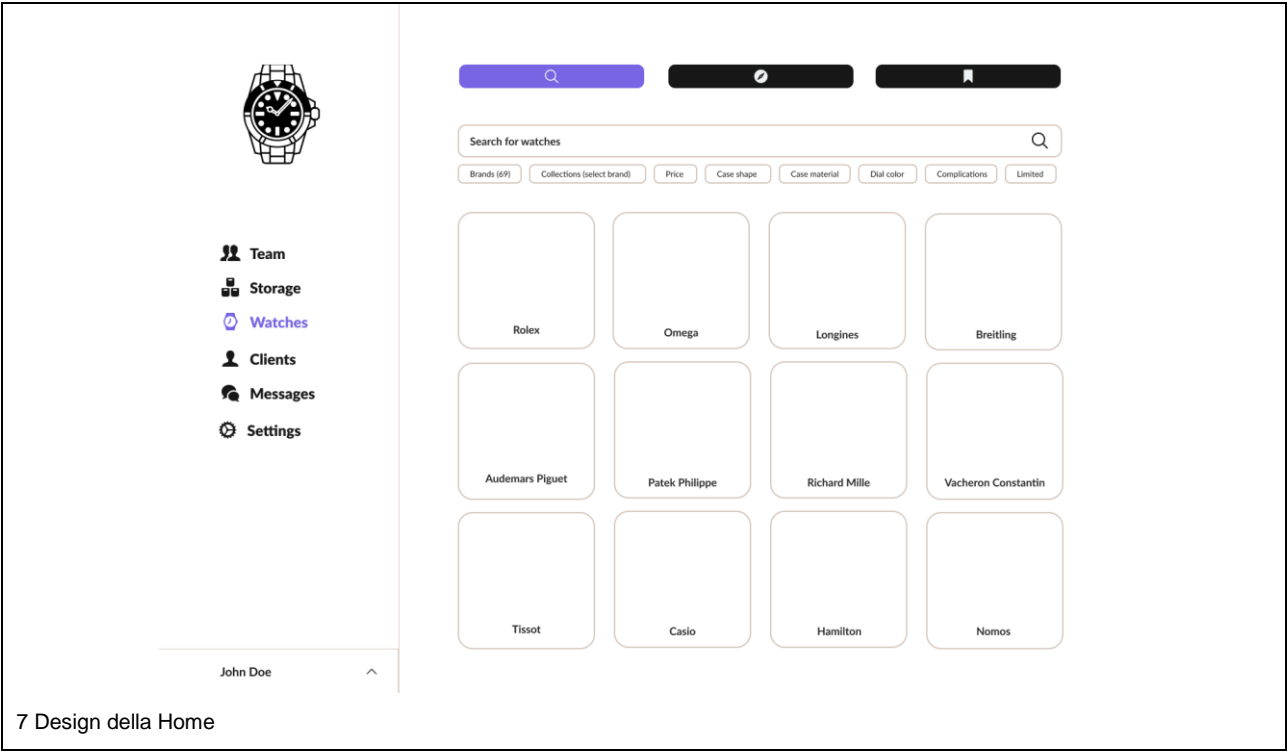 Search for watches
Brands (69) Collections (select brand) Price Case shape Case material Dial color Complications Limited
Team
Storage
Watches
Clients
Messages
Settings
Rolex Omega Longines Breitling
Audemars Piguet Patek Philippe Richard Mille Vacheron Constantin
Tissot Casio Hamilton Nomos
John Doe
7 Design della Home